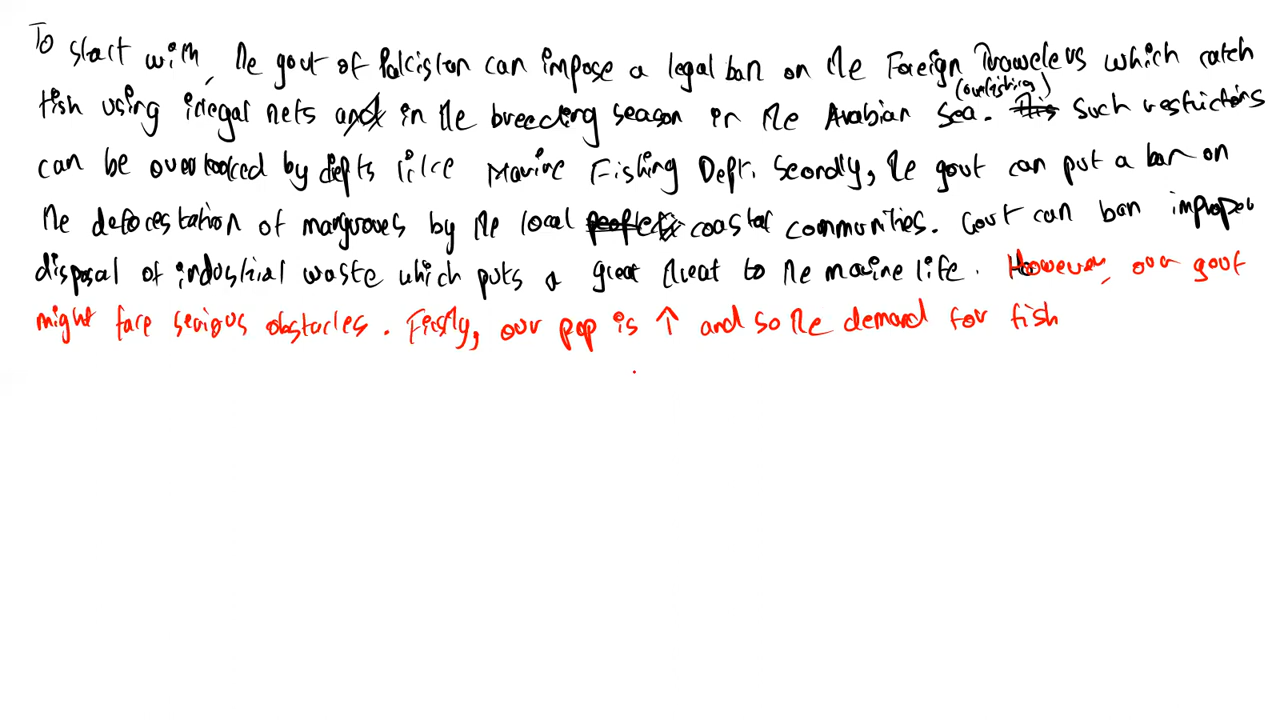 To start with, the govt of Pakistan can impose a legal ban on the Foreign Trawelers which catch
fish using illegal nets and in the breeding season in the Arabian Sea. (overfishing) This Such restrictions
can be overlooked by depts like Marine Fishing Dept. Secondly, the govt can put a ban on
the deforestation of mangroves by the local people coastal communities. Govt can ban improper
disposal of industrial waste which puts a great threat to the marine life. However, our govt
might face serious obstacles. Firstly, our pop is ↑ and so the demand for fish